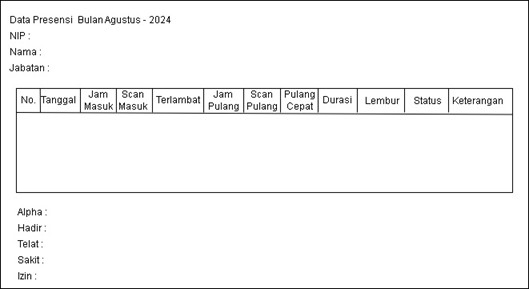 Data Presensi Bulan Agustus - 2024
NIP :
Nama :
Jabatan :
No. Tanggal Jam Masuk Scan Masuk Terlambat Jam Pulang Scan Pulang Pulang Cepat Durasi Lembur Status Keterangan
Alpha :
Hadir :
Telat :
Sakit :
Izin :